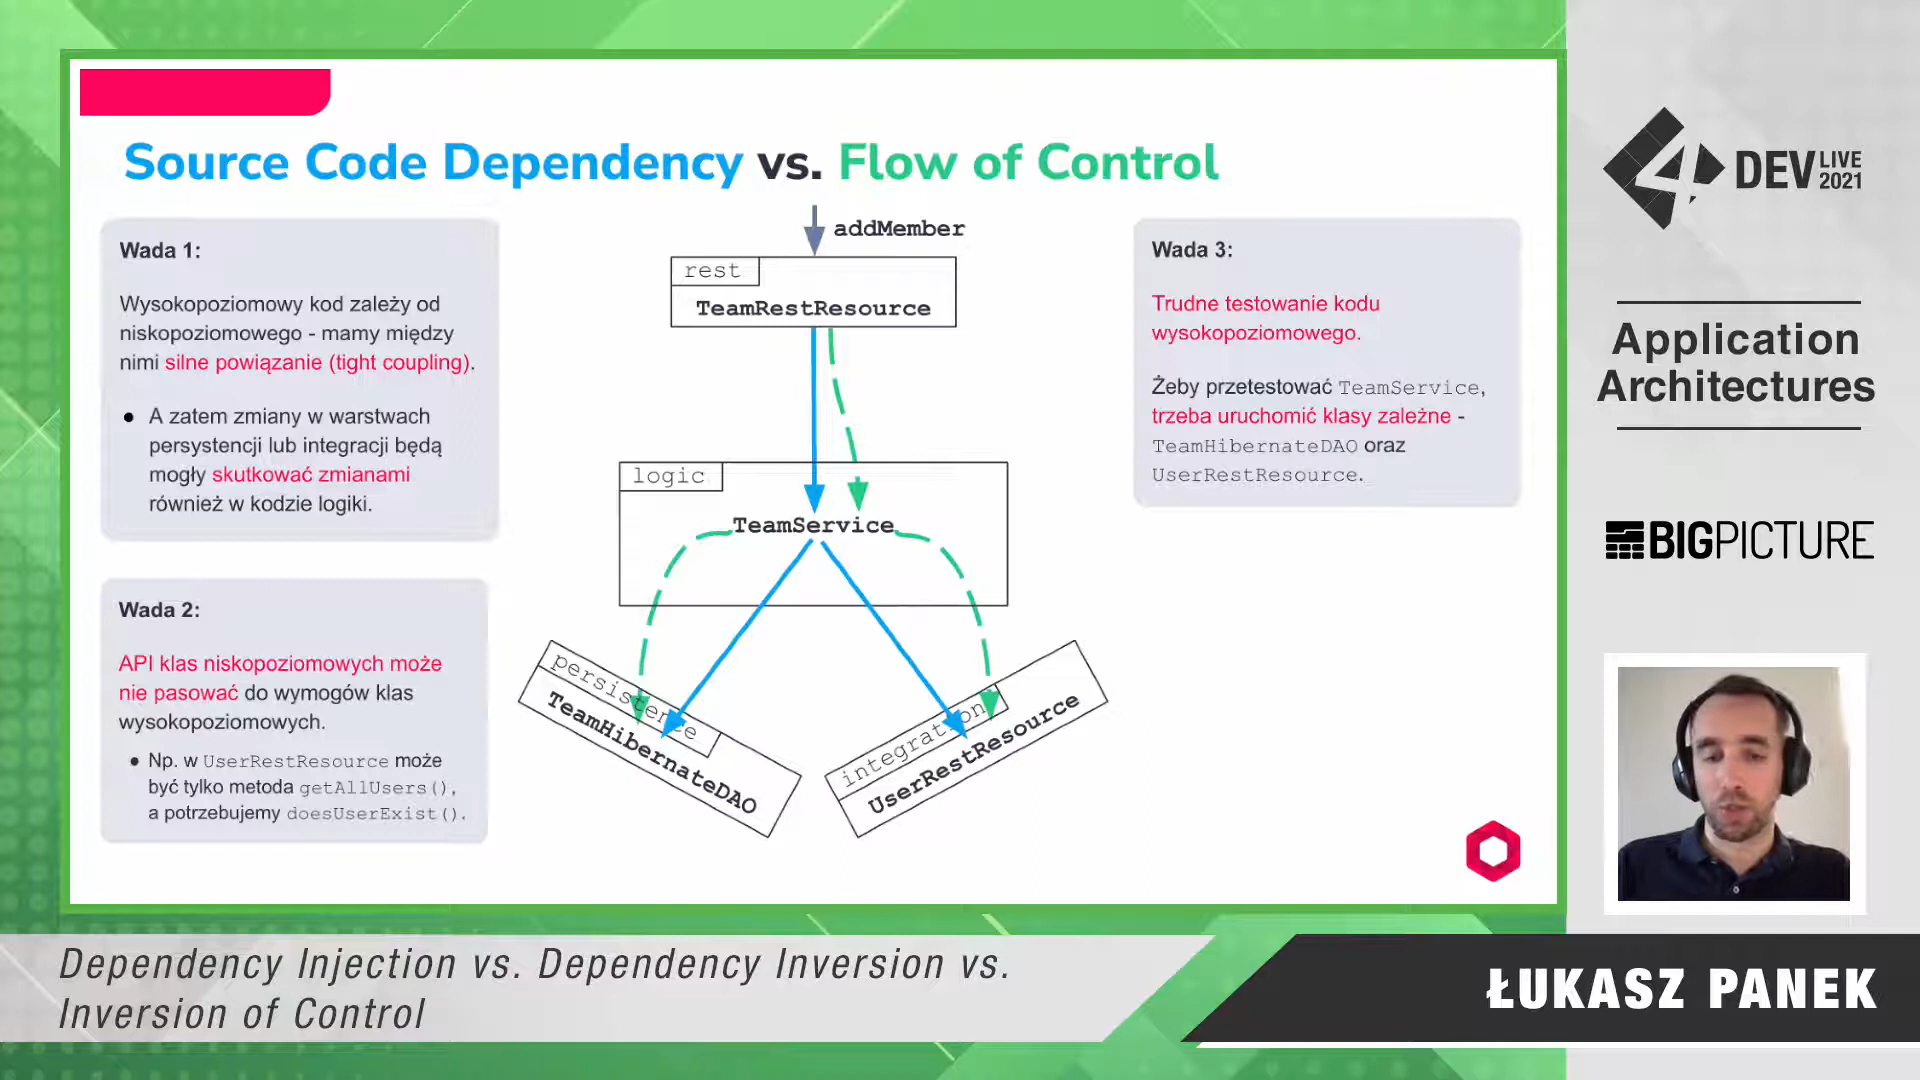 Source Code Dependency vs. Flow of Control
Wada 1:
Wysokopoziomowy kod zależy od
niskopoziomowego - mamy między
nimi silne powiązanie (tight coupling).
● A zatem zmiany w warstwach
persystencji lub integracji będą
mogły skutkować zmianami
również w kodzie logiki.
Wada 2:
API klas niskopoziomowych może
nie pasować do wymogów klas
wysokopoziomowych.
● Np. w UserRestResource może
być tylko metoda getAllUsers(),
a potrzebujemy doesUserExist().
addMember
rest
TeamRestResource
logic
TeamService
persistence
TeamHibernateDAO
integration
UserRestResource
Wada 3:
Trudne testowanie kodu
wysokopoziomowego.
Żeby przetestować TeamService,
trzeba uruchomić klasy zależne -
TeamHibernateDAO oraz
UserRestResource.
4DEV LIVE
2021
Application
Architectures
BIGPICTURE
Dependency Injection vs. Dependency Inversion vs.
Inversion of Control
ŁUKASZ PANEK